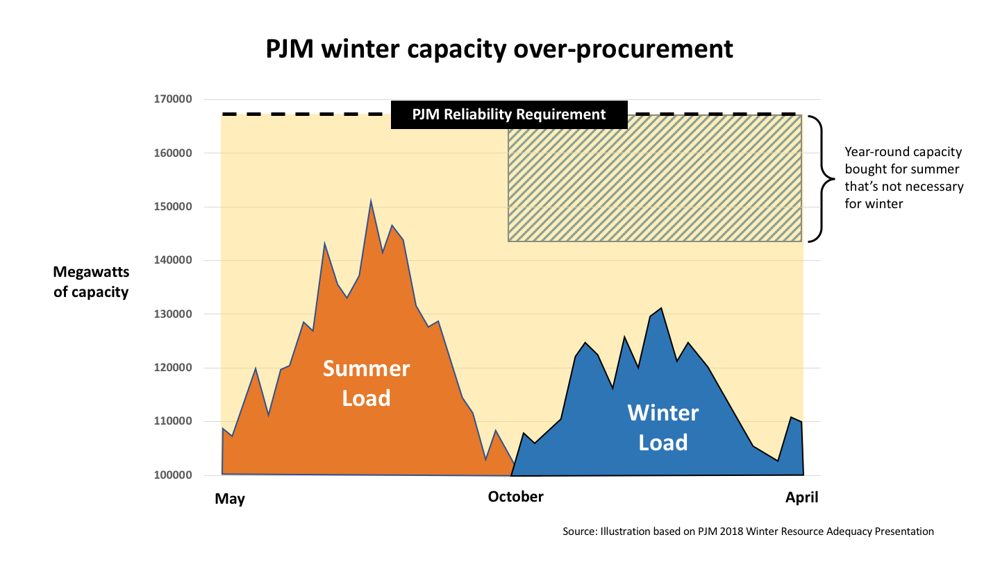 PJM winter capacity over-procurement
170000
PJM Reliability Requirement
160000
Year-round capacity
bought for summer
that's not necessary
for winter
150000
140000
Megawatts
of capacity
130000
120000
Summer
Load
110000
Winter
Load
100000
May
October
April
Source: Illustration based on PJM 2018 Winter Resource Adequacy Presentation